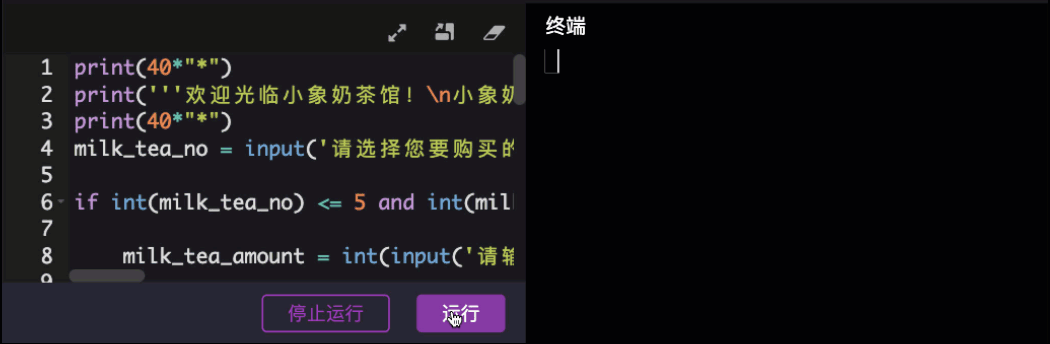 终端
1 print(40*"*")
2 print('''欢迎光临小象奶茶馆！\n小象奶
3 print(40*"*")
4 milk_tea_no = input('请选择您要购买的
5
6 if int(milk_tea_no) <= 5 and int(mil
7
8 milk_tea_amount = int(input('请输
9
停止运行 运行